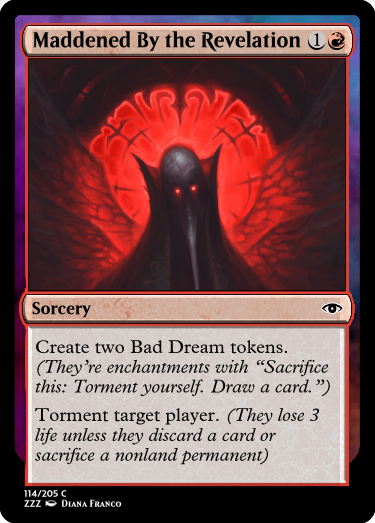 Maddened By the Revelation 1
Sorcery
Create two Bad Dream tokens.
(They're enchantments with “Sacrifice
this: Torment yourself. Draw a card.”)
Torment target player. (They lose 3
life unless they discard a card or
sacrifice a nonland permanent)
114/205 C
ZZZ Diana Franco